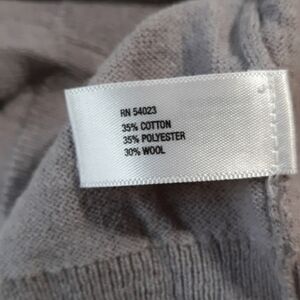 RN 54023
35% COTTON
35% POLYESTER
30% WOOL